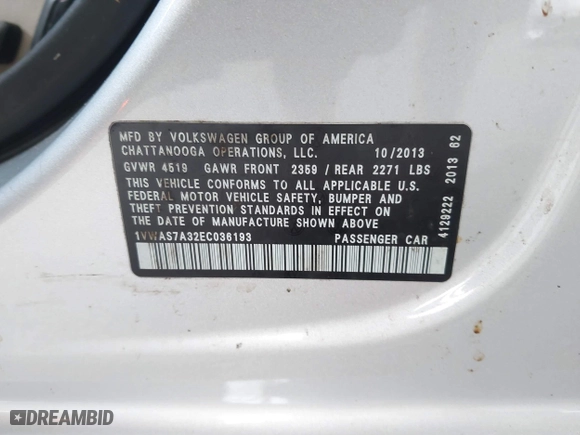 MFD BY VOLKSWAGEN GROUP OF AMERICA
CHATTANOOGA OPERATIONS, LLC. 10/2013
GVWR 4519 GAWR FRONT 2359 / REAR 2271 LBS
THIS VEHICLE CONFORMS TO ALL APPLICABLE U.S.
FEDERAL MOTOR VEHICLE SAFETY, BUMPER AND
THEFT PREVENTION STANDARDS IN EFFECT ON
THE DATE OF MANUFACTURE SHOWN ABOVE
1VWAS7A32EC036193 PASSENGER CAR
4129222 2013 62
DREAMBID